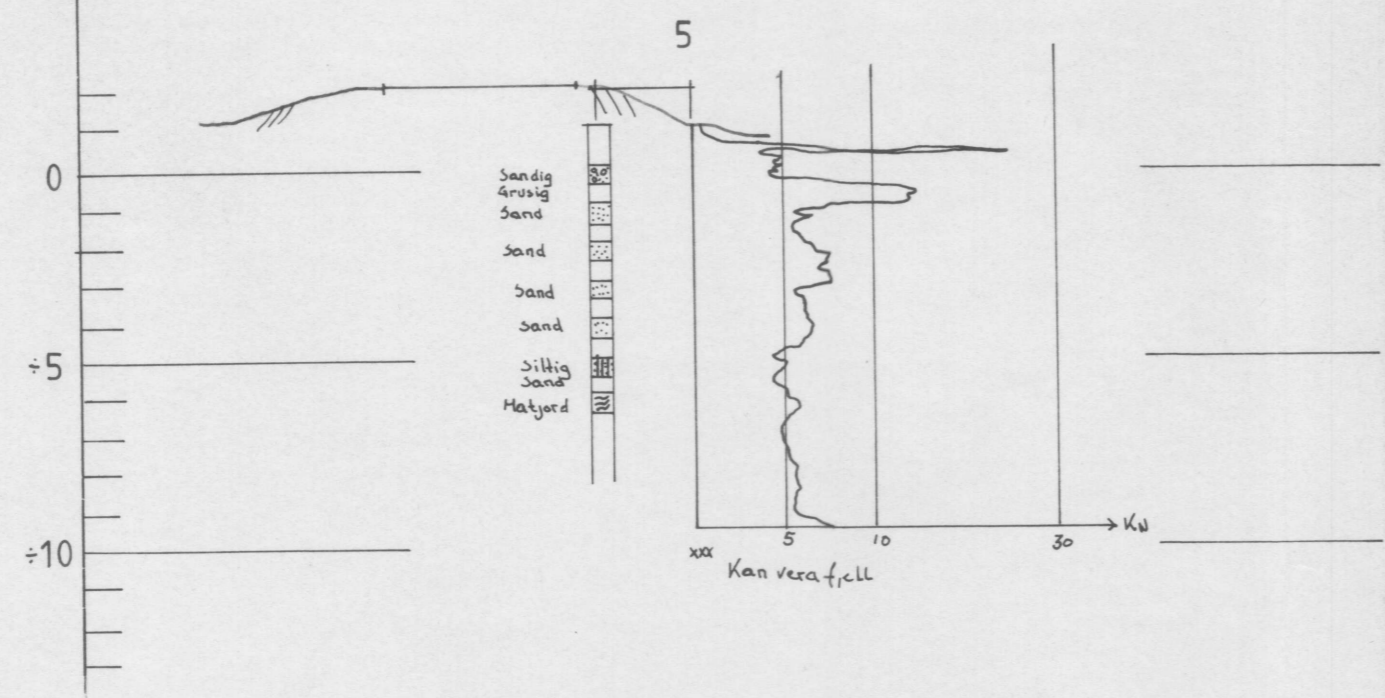 5
0
Sandig
Grusig
Sand
Sand
Sand
Sand
÷5
Siltig
Sand
Matjord
÷10
KN
5
10
30
xxx
Kan vera fjell